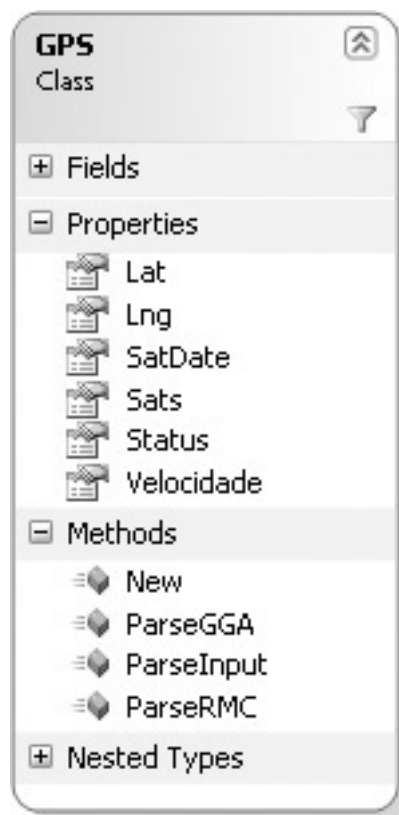 GPS
Class
Fields
Properties
Lat
Lng
SatDate
Sats
Status
Velocidade
Methods
New
ParseGGA
ParseInput
ParseRMC
Nested Types